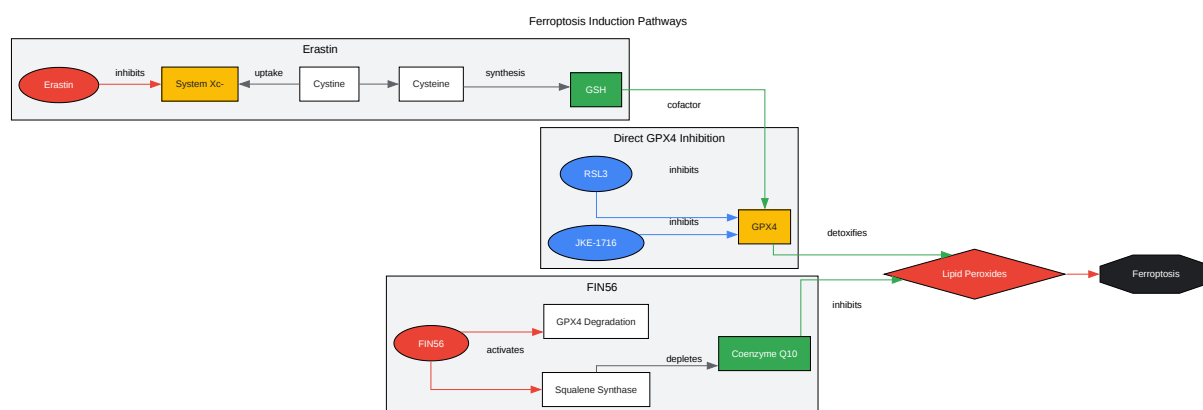 Ferroptosis Induction Pathways
Erastin
Erastin
inhibits
System Xc-
uptake
Cystine
Cysteine
synthesis
GSH
cofactor
Direct GPX4 Inhibition
RSL3
inhibits
JKE-1716
inhibits
GPX4
detoxifies
Lipid Peroxides
Ferroptosis
FIN56
FIN56
activates
GPX4 Degradation
Squalene Synthase
depletes
Coenzyme Q10
inhibits